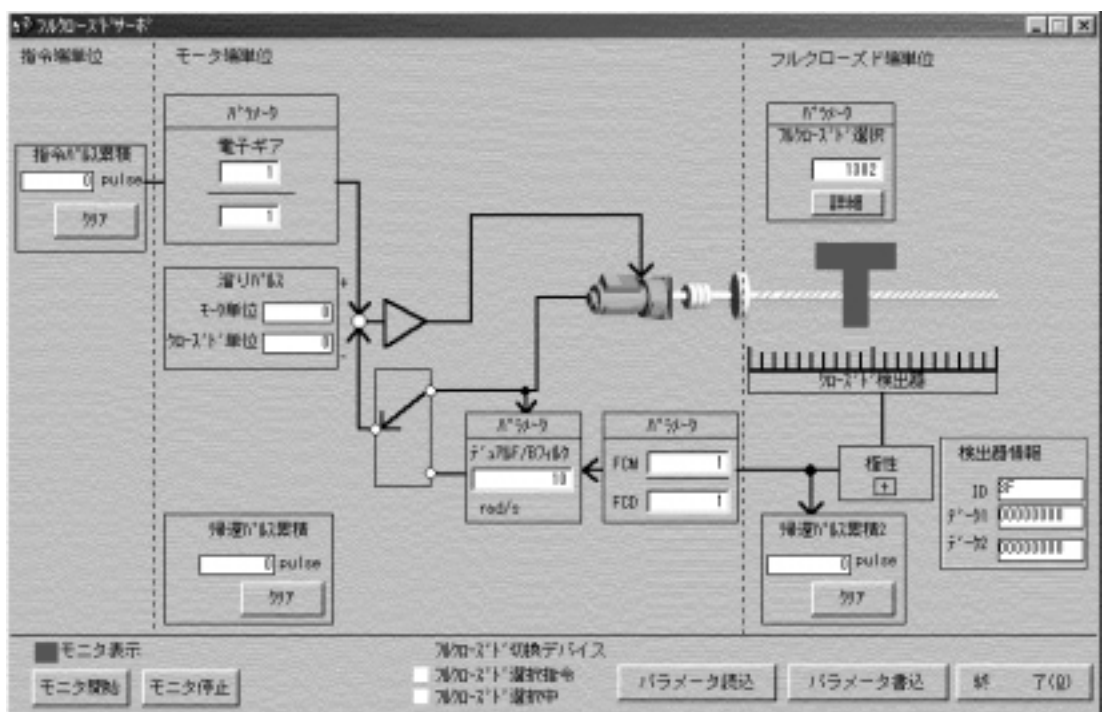 フルクローズドサーボ
指令端単位
モータ端単位
フルクローズド端単位
指令パルス累積
0 pulse
クリア
パラメータ
電子ギア
1
1
溜りパルス
モータ単位 0
クローズド単位 0
+
-
パラメータ
フルクローズド選択
詳細
クローズド検出器
パラメータ
デュアルF/Bフィルタ
10
rad/s
パラメータ
FCM 1
FCD 1
極性
+
検出器情報
ID
データ1 00000000
データ2 00000000
帰還パルス累積
0 pulse
クリア
帰還パルス累積2
0 pulse
クリア
モニタ表示
モニタ開始
モニタ停止
フルクローズド切換デバイス
フルクローズド選択指令
フルクローズド選択中
パラメータ読込
パラメータ書込
終 了(Q)